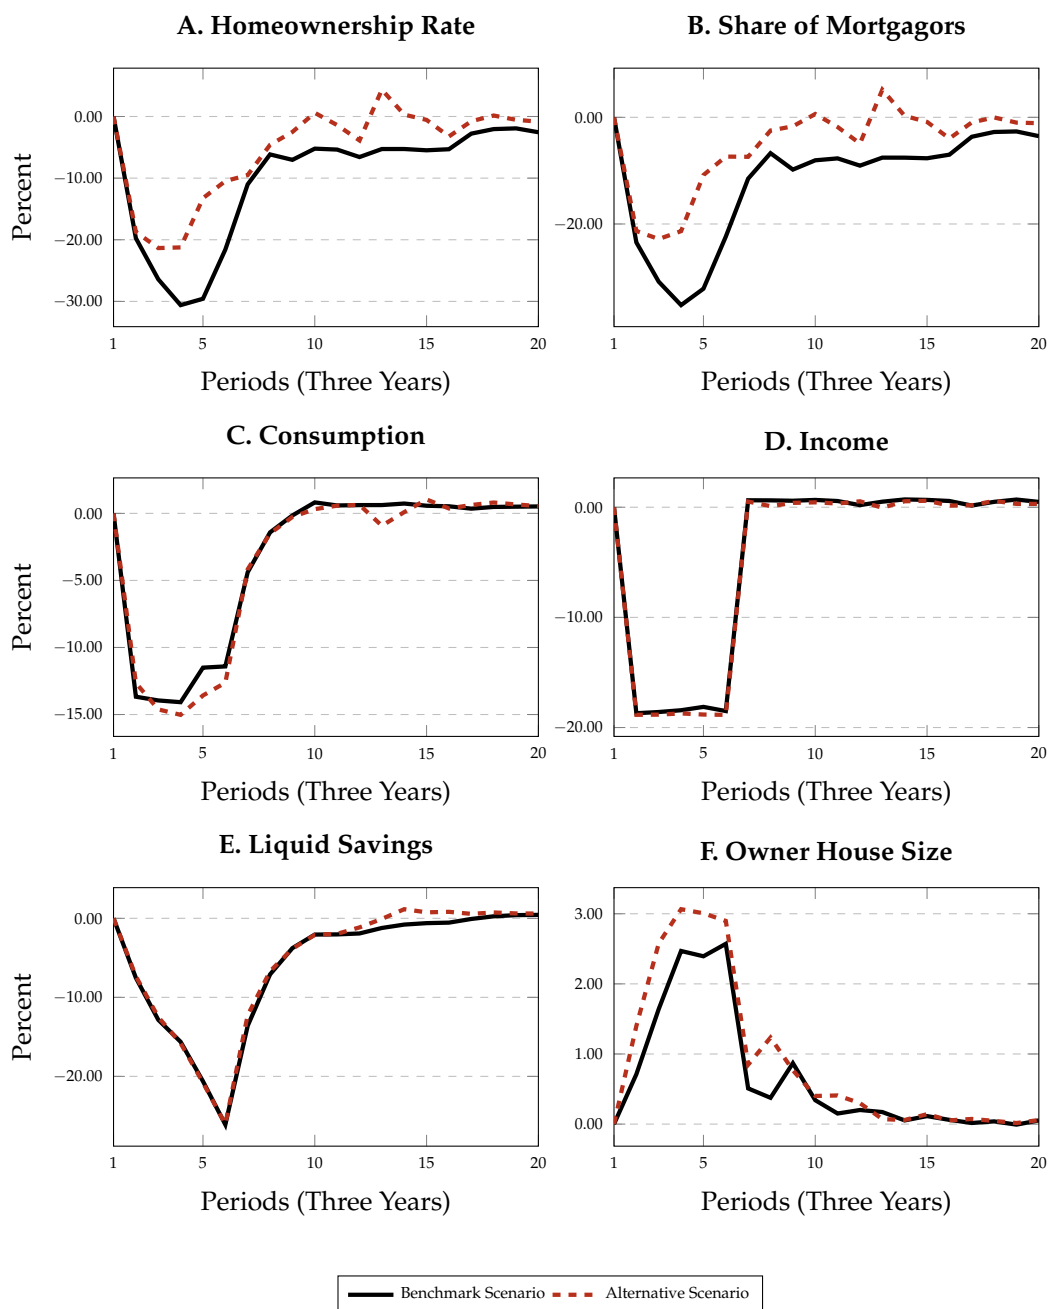 A. Homeownership Rate
B. Share of Mortgagors
Percent
0.00
−10.00
−20.00
−30.00
1 5 10 15 20
Periods (Three Years)
0.00
−20.00
1 5 10 15 20
Periods (Three Years)
C. Consumption
D. Income
Percent
0.00
−5.00
−10.00
−15.00
1 5 10 15 20
Periods (Three Years)
0.00
−10.00
−20.00
1 5 10 15 20
Periods (Three Years)
E. Liquid Savings
F. Owner House Size
Percent
0.00
−10.00
−20.00
1 5 10 15 20
Periods (Three Years)
3.00
2.00
1.00
0.00
1 5 10 15 20
Periods (Three Years)
Benchmark Scenario Alternative Scenario